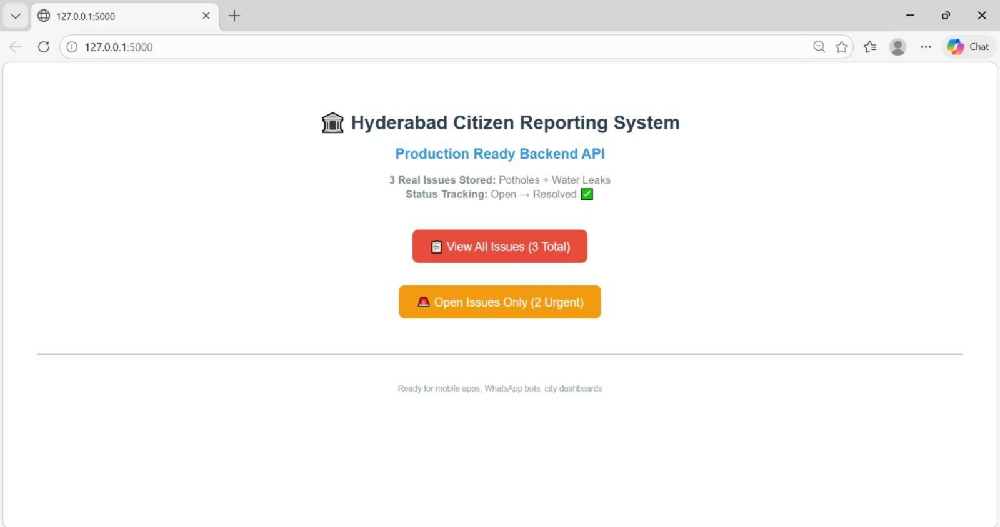 127.0.0.1:5000
127.0.0.1:5000
Chat
Hyderabad Citizen Reporting System
Production Ready Backend API
3 Real Issues Stored: Potholes + Water Leaks
Status Tracking: Open → Resolved ✅
📋 View All Issues (3 Total)
🚨 Open Issues Only (2 Urgent)
Ready for mobile apps, WhatsApp bots, city dashboards